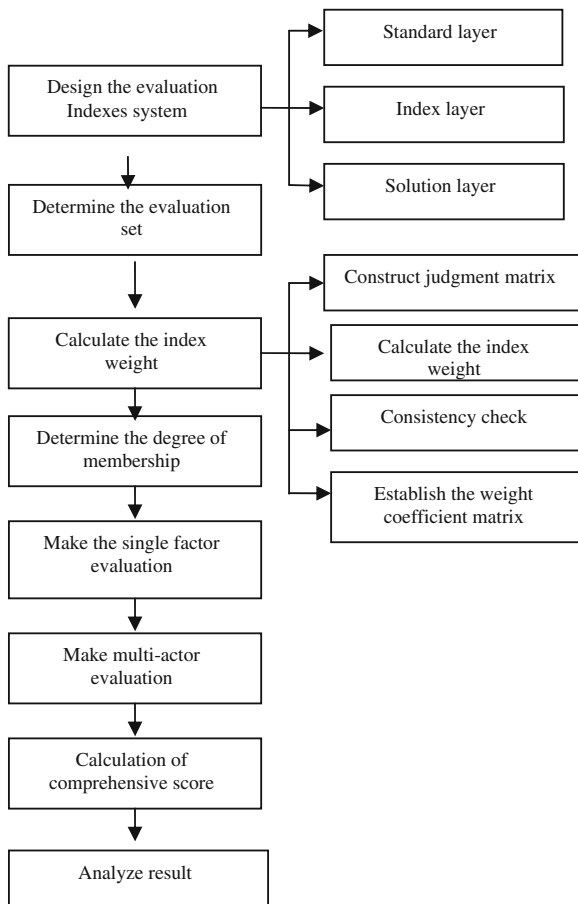 Standard layer
Design the evaluation
Indexes system
Index layer
Solution layer
Determine the evaluation
set
Construct judgment matrix
Calculate the index
weight
Calculate the index
weight
Consistency check
Determine the degree of
membership
Establish the weight
coefficient matrix
Make the single factor
evaluation
Make multi-actor
evaluation
Calculation of
comprehensive score
Analyze result